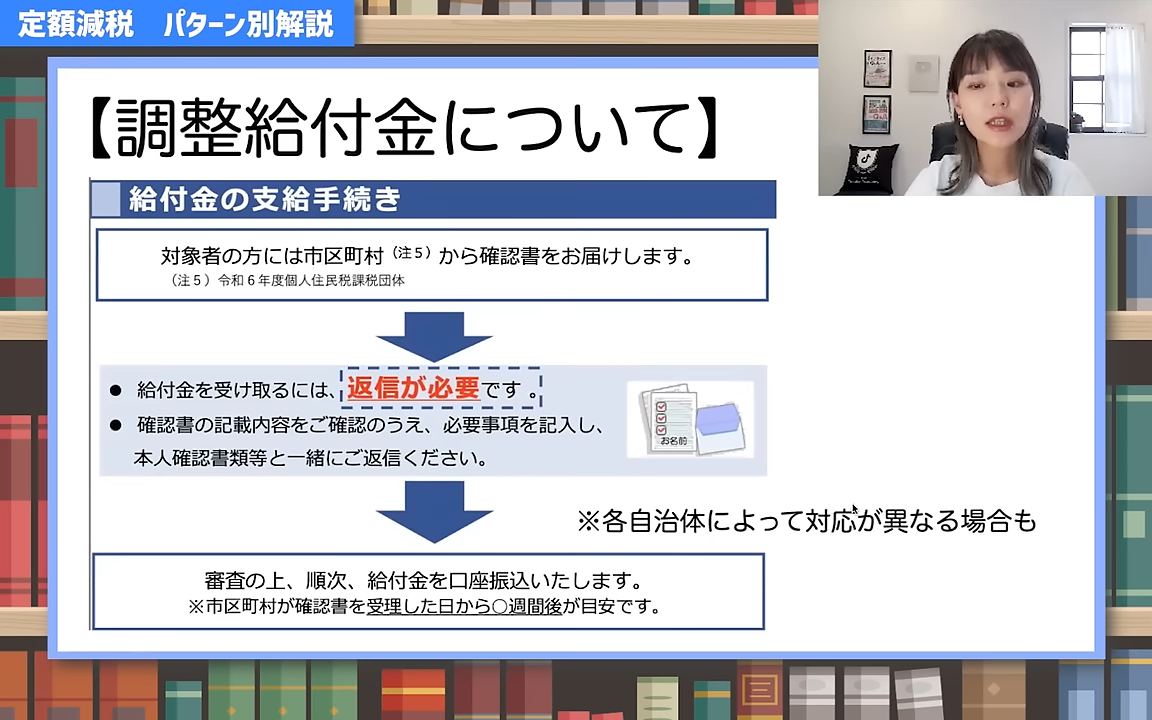 定額減税 パターン別解説
【調整給付金について】
給付金の支給手続き
対象者の方には市区町村（注５）から確認書をお届けします。
（注５）令和６年度個人住民税課税団体
● 給付金を受け取るには、返信が必要です。
● 確認書の記載内容をご確認のうえ、必要事項を記入し、
本人確認書類等と一緒にご返信ください。
お名前
※各自治体によって対応が異なる場合も
審査の上、順次、給付金を口座振込いたします。
※市区町村が確認書を受理した日から○週間後が目安です。
Q&A